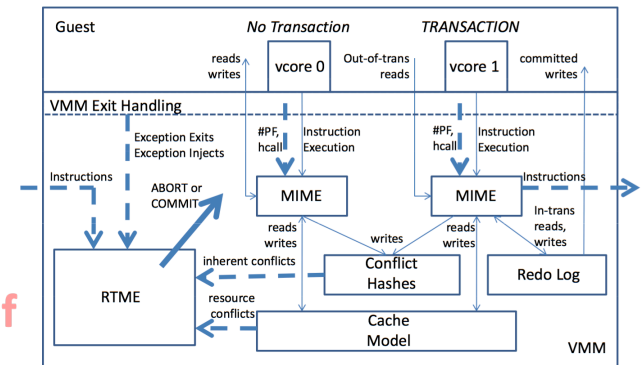 Guest
No Transaction
TRANSACTION
reads
writes
vcore 0
Out-of-trans
reads
vcore 1
committed
writes
VMM Exit Handling
Exception Exits
Exception Injects
#PF,
hcall
Instruction
Execution
#PF,
hcall
Instruction
Execution
Instructions
ABORT or
COMMIT
MIME
MIME
Instructions
reads
writes
writes
reads
writes
In-trans
reads,
writes
inherent conflicts
Conflict
Hashes
Redo Log
RTME
resource
conflicts
Cache
Model
VMM
f